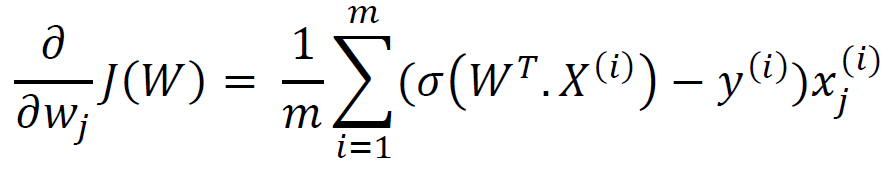 ∂/∂w_j J(W) = 1/m ∑_{i=1}^{m} (σ(W^T . X^{(i)}) − y^{(i)})x_j^{(i)}